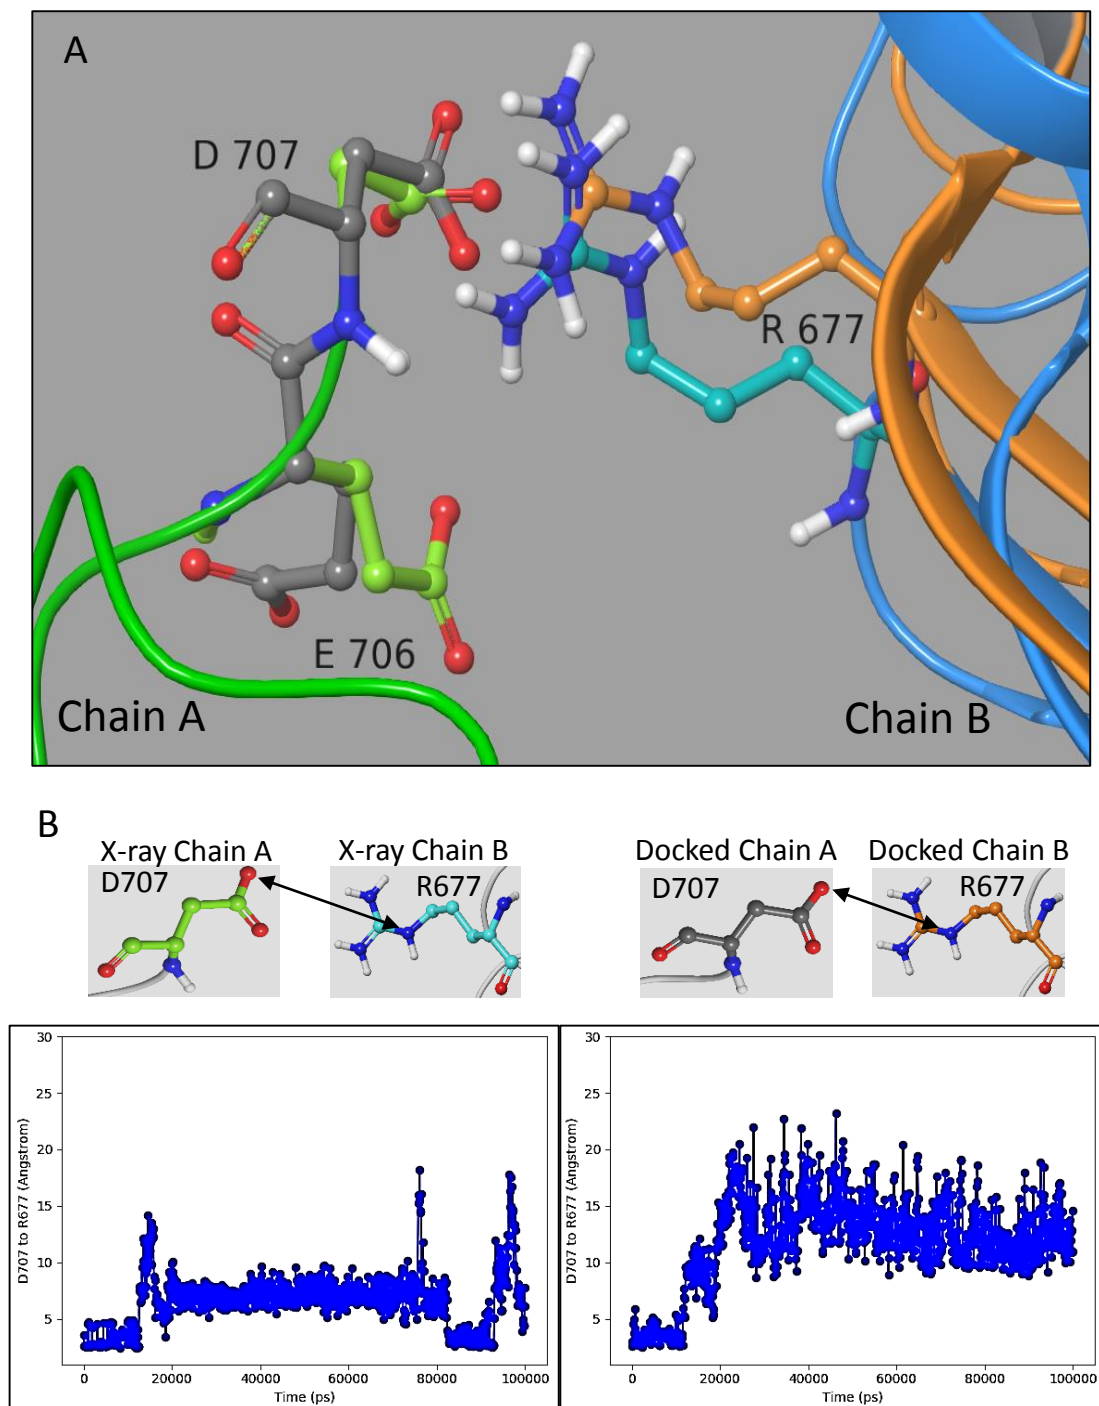 A
D 707
R 677
E 706
Chain A
Chain B
B
X-ray Chain A
X-ray Chain B
Docked Chain A
Docked Chain B
D707
R677
D707
R677
30
25
20
15
10
5
D707 to R677 (Angstrom)
0
20000
40000
60000
80000
100000
Time (ps)
30
25
20
15
10
5
D707 to R677 (Angstrom)
0
20000
40000
60000
80000
100000
Time (ps)